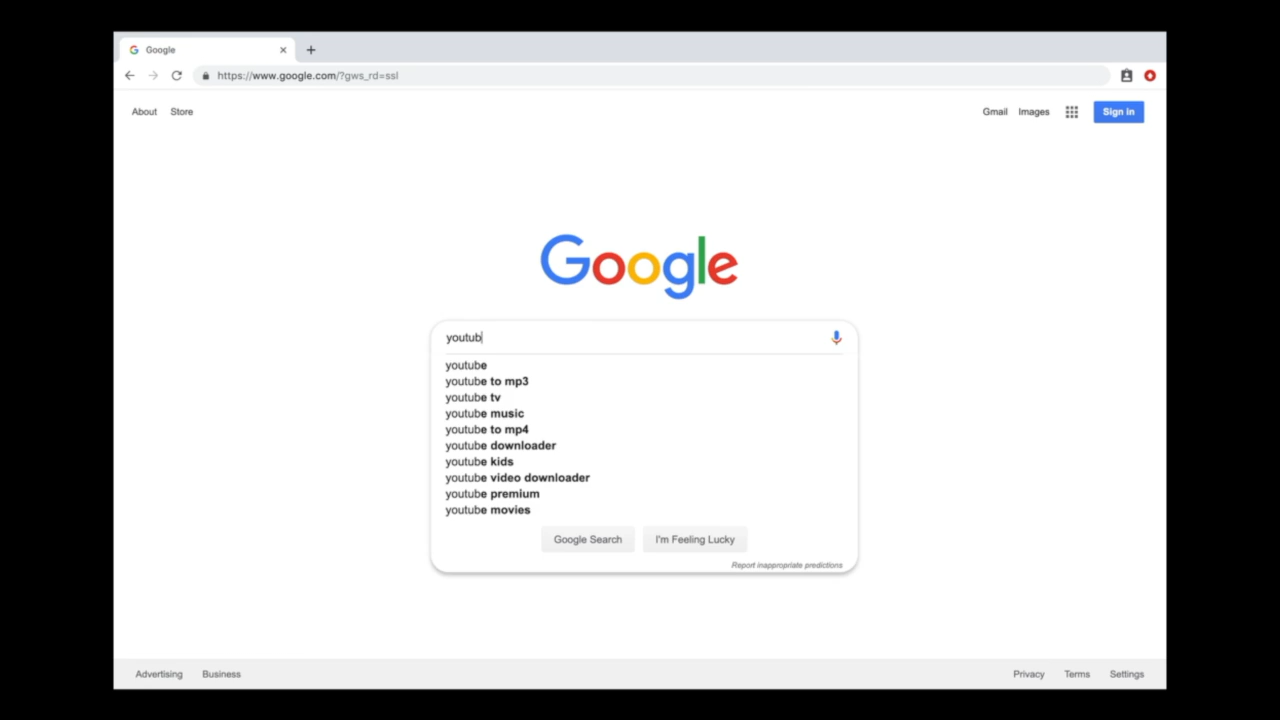 Google
https://www.google.com/?gws_rd=ssl
About Store Gmail Images Sign in
Google
youtub
youtube
youtube to mp3
youtube tv
youtube music
youtube to mp4
youtube downloader
youtube kids
youtube video downloader
youtube premium
youtube movies
Google Search I'm Feeling Lucky
Report inappropriate predictions
Advertising Business Privacy Terms Settings